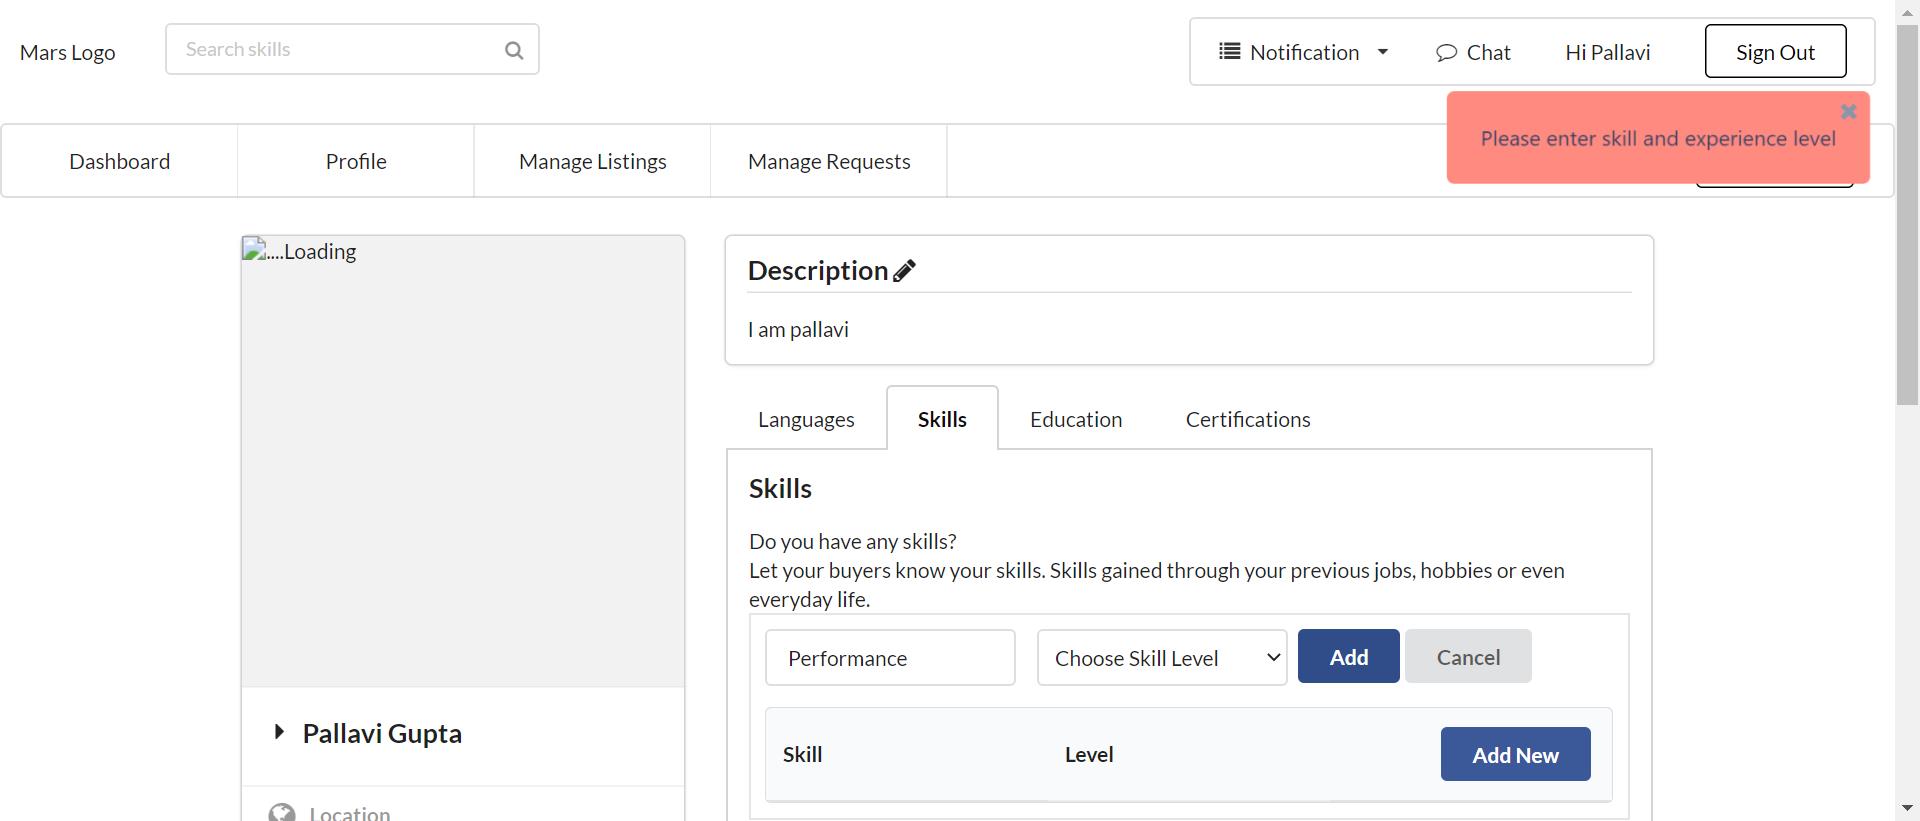 Mars Logo
Search skills
Notification
Chat
Hi Pallavi
Sign Out
Please enter skill and experience level
Dashboard
Profile
Manage Listings
Manage Requests
....Loading
Description
I am pallavi
Languages
Skills
Education
Certifications
Skills
Do you have any skills?
Let your buyers know your skills. Skills gained through your previous jobs, hobbies or even
everyday life.
Performance
Choose Skill Level
Add
Cancel
Skill
Level
Add New
Pallavi Gupta
Location